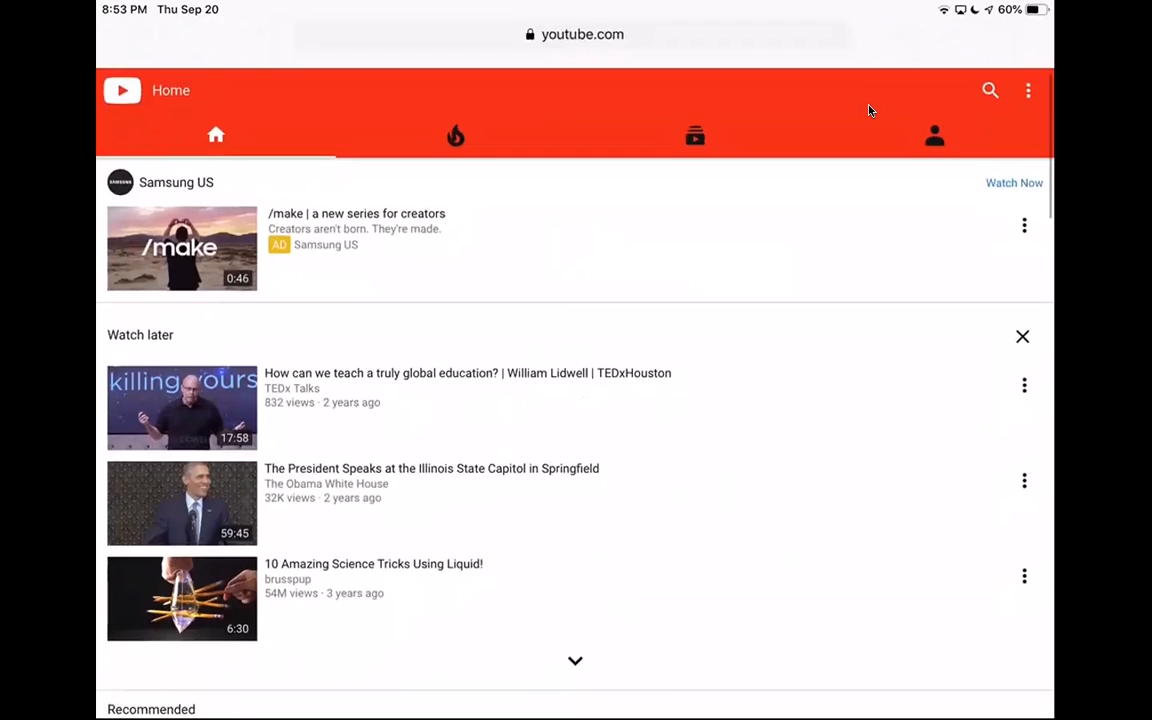 8:53 PM Thu Sep 20
60%
youtube.com
Home
Samsung US
Watch Now
/make
0:46
/make | a new series for creators
Creators aren't born. They're made.
AD Samsung US
Watch later
killing yours
17:58
How can we teach a truly global education? | William Lidwell | TEDxHouston
TEDx Talks
832 views · 2 years ago
59:45
The President Speaks at the Illinois State Capitol in Springfield
The Obama White House
32K views · 2 years ago
6:30
10 Amazing Science Tricks Using Liquid!
brusspup
54M views · 3 years ago
Recommended